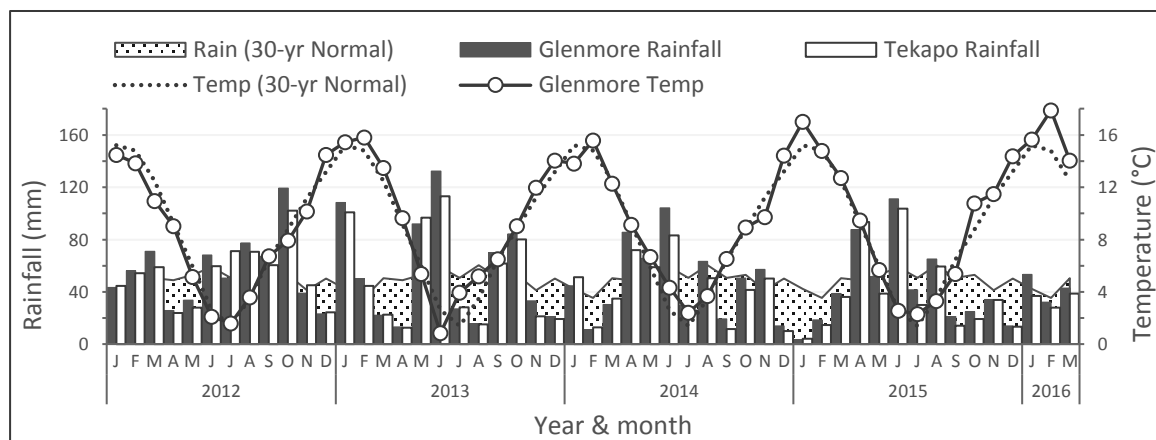 Rain (30-yr Normal) Glenmore Rainfall Tekapo Rainfall
Temp (30-yr Normal) Glenmore Temp
Rainfall (mm)
160
120
80
40
0
Temperature (°C)
16
12
8
4
0
J F M A M J J A S O N D J F M A M J J A S O N D J F M A M J J A S O N D J F M A M J J A S O N D J F M
2012 2013 2014 2015 2016
Year & month